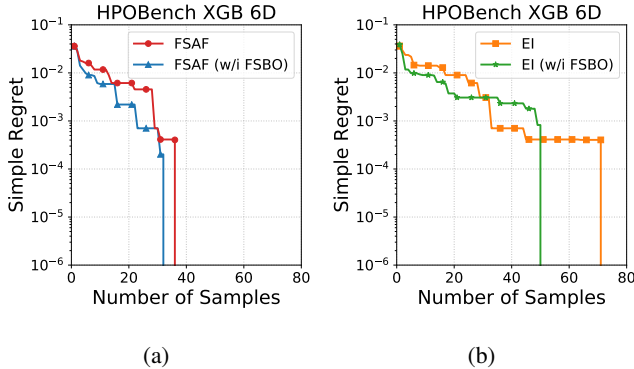 HPOBench XGB 6D
Simple Regret
10⁻¹
10⁻²
10⁻³
10⁻⁴
10⁻⁵
10⁻⁶
FSAF
FSAF (w/i FSBO)
0 20 40 60 80
Number of Samples
(a)
HPOBench XGB 6D
Simple Regret
10⁻¹
10⁻²
10⁻³
10⁻⁴
10⁻⁵
10⁻⁶
EI
EI (w/i FSBO)
0 20 40 60 80
Number of Samples
(b)